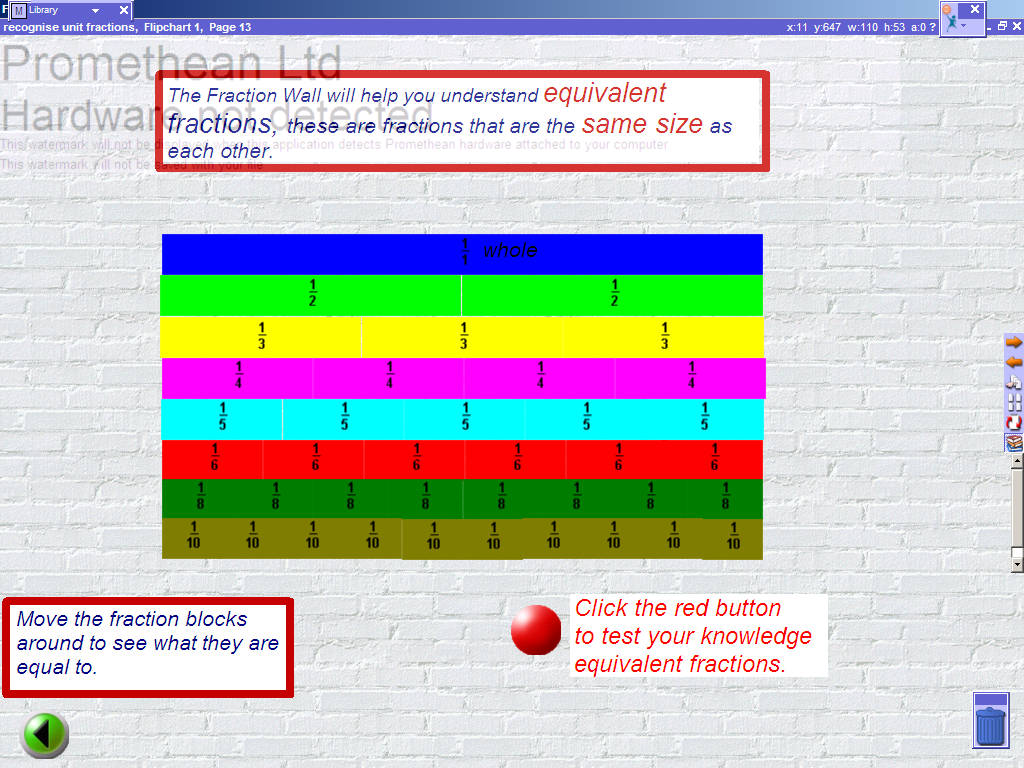 Library
recognise unit fractions, Flipchart 1, Page 13
x:11 y:647 w:110 h:53 a:0 ?
Promethean Ltd
Hardware not detected
This watermark will not be displayed when this application detects Promethean hardware attached to your computer
This watermark will not be saved with your file
The Fraction Wall will help you understand equivalent
fractions, these are fractions that are the same size as
each other.
1/1 whole
1/2 1/2
1/3 1/3 1/3
1/4 1/4 1/4 1/4
1/5 1/5 1/5 1/5 1/5
1/6 1/6 1/6 1/6 1/6 1/6
1/8 1/8 1/8 1/8 1/8 1/8 1/8 1/8
1/10 1/10 1/10 1/10 1/10 1/10 1/10 1/10 1/10 1/10
Move the fraction blocks
around to see what they are
equal to.
Click the red button
to test your knowledge
equivalent fractions.